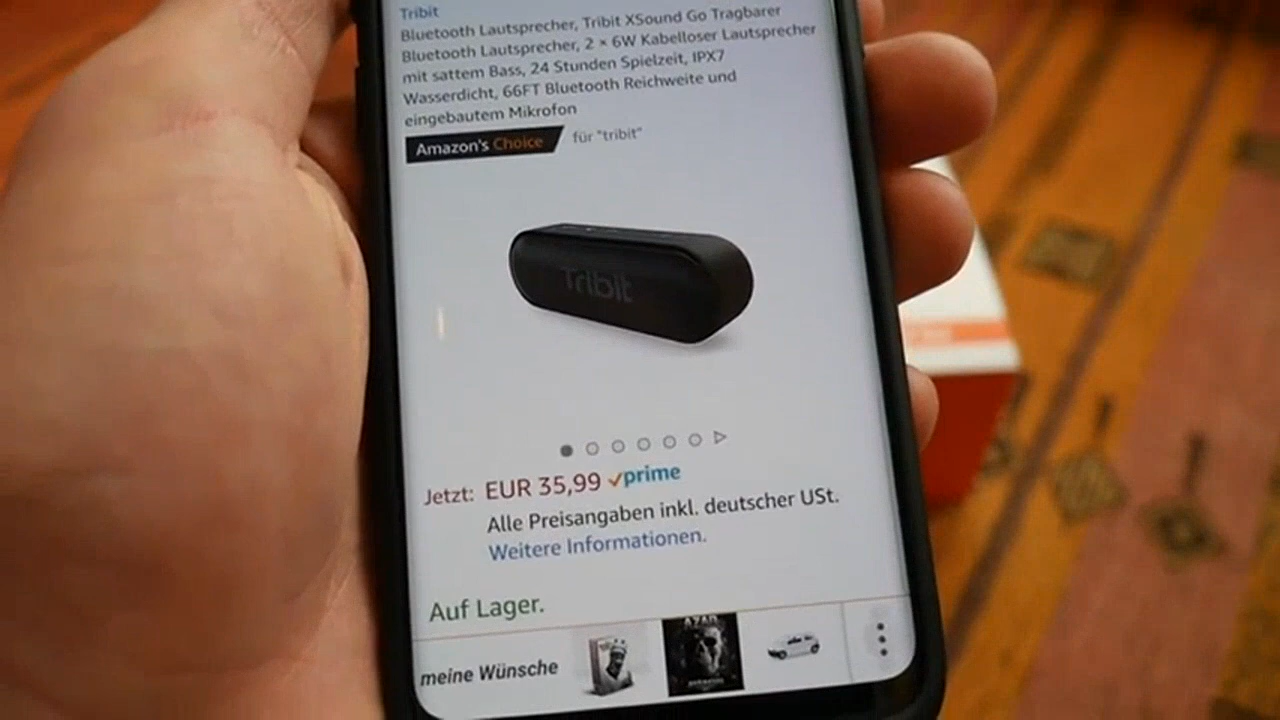 Tribit
Bluetooth Lautsprecher, Tribit XSound Go Tragbarer
Bluetooth Lautsprecher, 2 × 6W Kabelloser Lautsprecher
mit sattem Bass, 24 Stunden Spielzeit, IPX7
Wasserdicht, 66FT Bluetooth Reichweite und
eingebautem Mikrofon
Amazon's Choice für "tribit"
Tribit
Jetzt: EUR 35,99 prime
Alle Preisangaben inkl. deutscher USt.
Weitere Informationen.
Auf Lager.
meine Wünsche